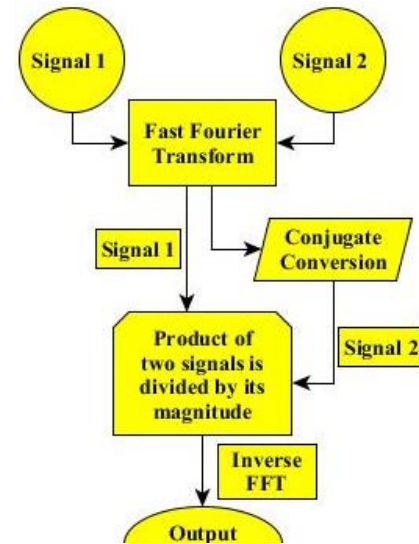 Signal 1
Signal 2
Fast Fourier
Transform
Signal 1
Conjugate
Conversion
Product of
two signals is
divided by its
magnitude
Signal 2
Inverse
FFT
Output